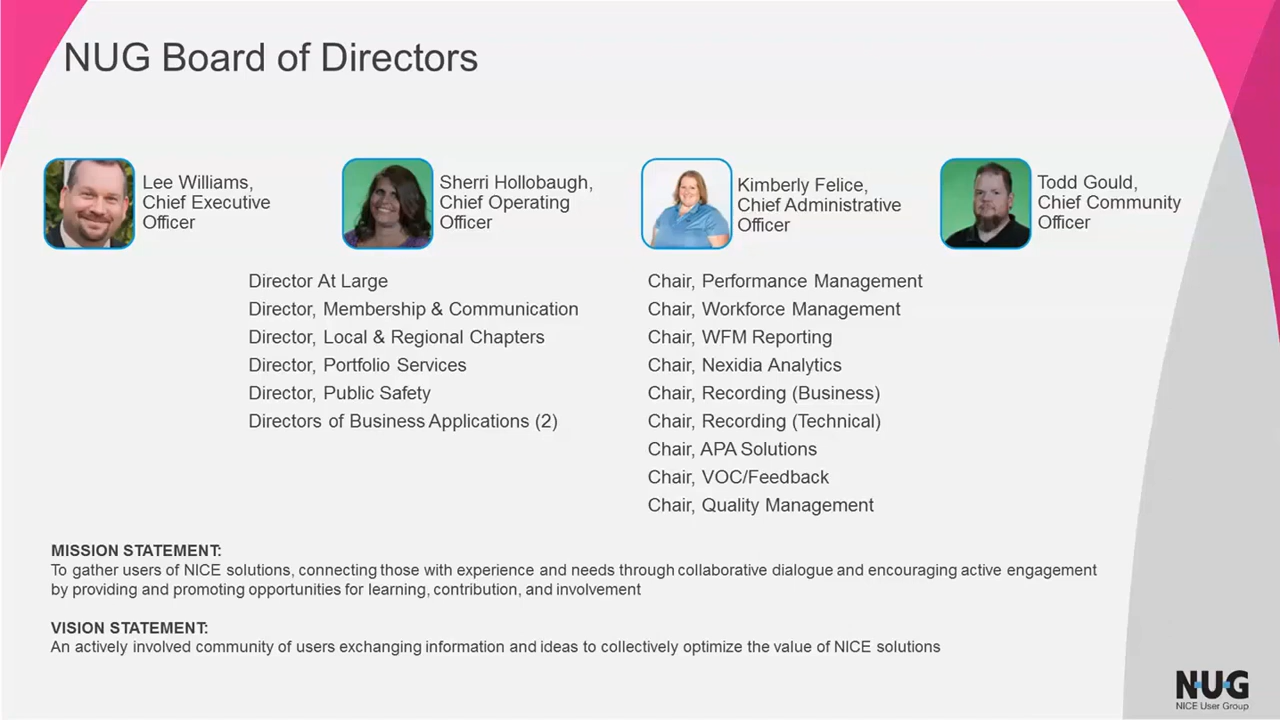 NUG Board of Directors
Lee Williams,
Chief Executive
Officer
Sherri Hollobaugh,
Chief Operating
Officer
Kimberly Felice,
Chief Administrative
Officer
Todd Gould,
Chief Community
Officer
Director At Large
Director, Membership & Communication
Director, Local & Regional Chapters
Director, Portfolio Services
Director, Public Safety
Directors of Business Applications (2)
Chair, Performance Management
Chair, Workforce Management
Chair, WFM Reporting
Chair, Nexidia Analytics
Chair, Recording (Business)
Chair, Recording (Technical)
Chair, APA Solutions
Chair, VOC/Feedback
Chair, Quality Management
MISSION STATEMENT:
To gather users of NICE solutions, connecting those with experience and needs through collaborative dialogue and encouraging active engagement
by providing and promoting opportunities for learning, contribution, and involvement
VISION STATEMENT:
An actively involved community of users exchanging information and ideas to collectively optimize the value of NICE solutions
N·U·G
NICE User Group